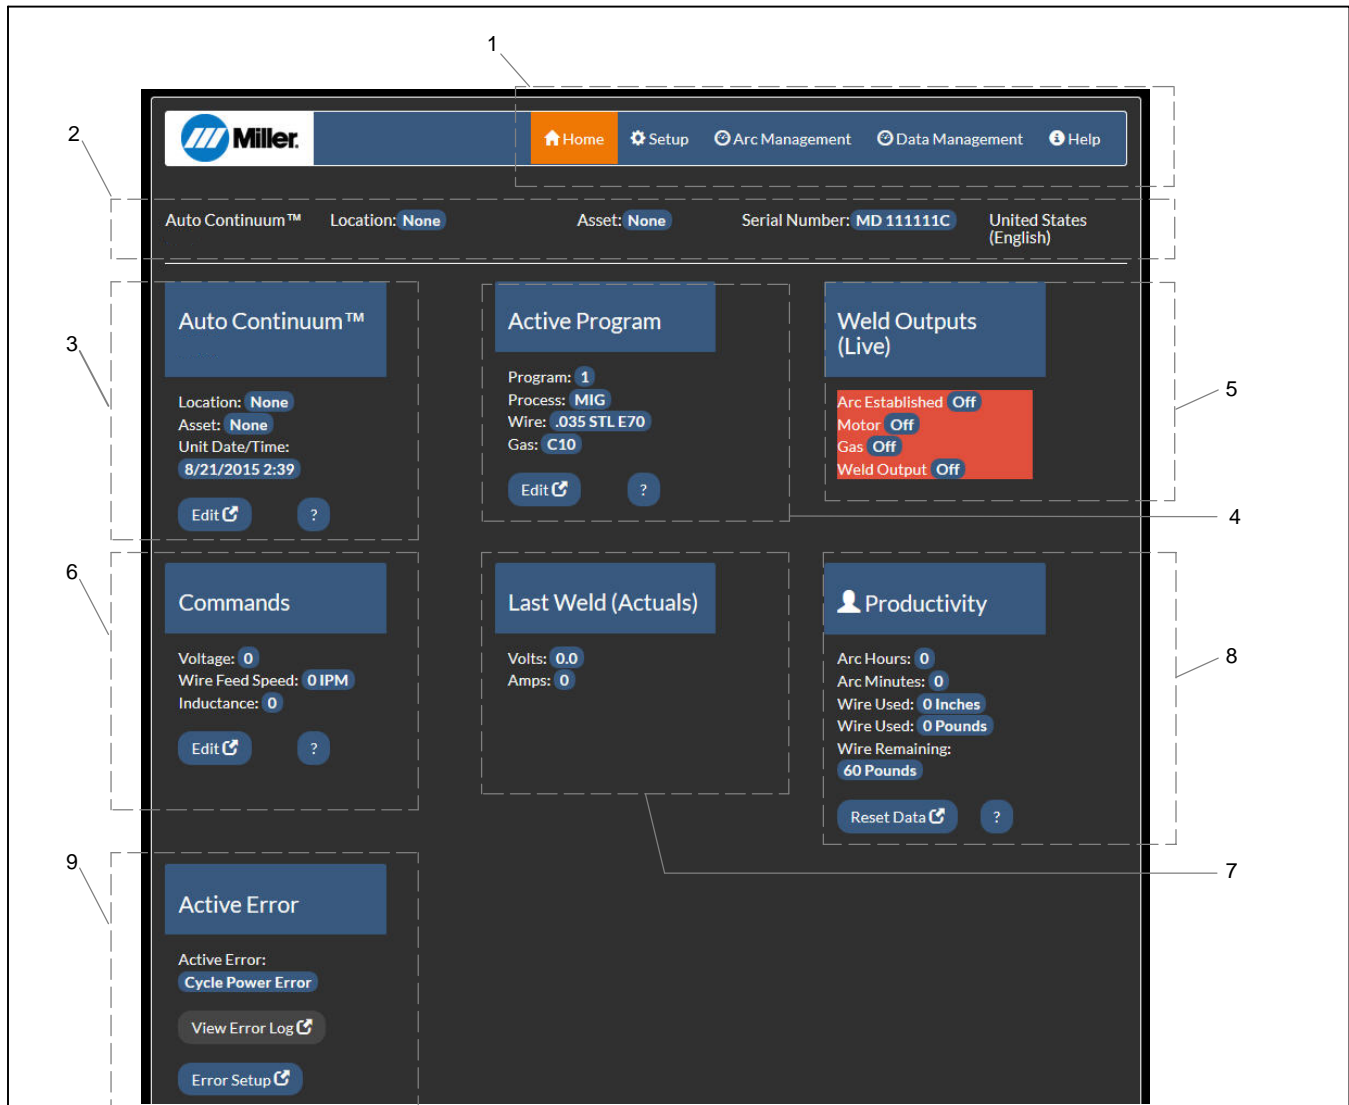 1
Miller.
Home Setup Arc Management Data Management Help
2
Auto Continuum™ Location: None Asset: None Serial Number: MD 111111C United States
(English)
3
Auto Continuum™
Location: None
Asset: None
Unit Date/Time:
8/21/2015 2:39
Edit ?
Active Program
Program: 1
Process: MIG
Wire: .035 STL E70
Gas: C10
Edit ?
4
Weld Outputs
(Live)
Arc Established Off
Motor Off
Gas Off
Weld Output Off
5
6
Commands
Voltage: 0
Wire Feed Speed: 0 IPM
Inductance: 0
Edit ?
Last Weld (Actuals)
Volts: 0.0
Amps: 0
7
Productivity
Arc Hours: 0
Arc Minutes: 0
Wire Used: 0 Inches
Wire Used: 0 Pounds
Wire Remaining:
60 Pounds
Reset Data ?
8
9
Active Error
Active Error:
Cycle Power Error
View Error Log
Error Setup